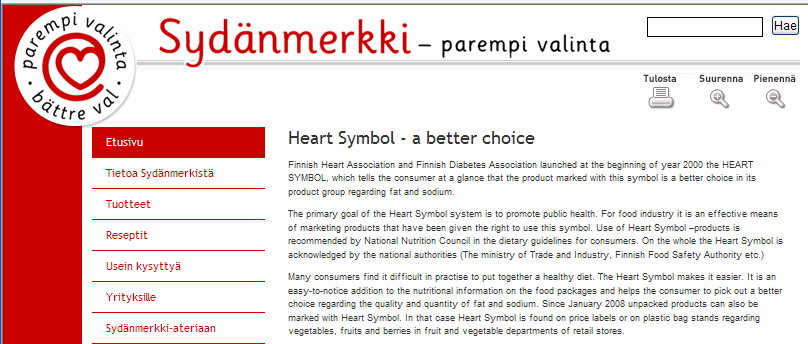 parempi valinta
bättre val
Sydänmerkki – parempi valinta
Hae
Tulosta Suurenna Pienennä
Etusivu
Tietoa Sydänmerkistä
Tuotteet
Reseptit
Usein kysyttyä
Yrityksille
Sydänmerkki-ateriaan
Heart Symbol - a better choice
Finnish Heart Association and Finnish Diabetes Association launched at the beginning of year 2000 the HEART
SYMBOL, which tells the consumer at a glance that the product marked with this symbol is a better choice in its
product group regarding fat and sodium.
The primary goal of the Heart Symbol system is to promote public health. For food industry it is an effective means
of marketing products that have been given the right to use this symbol. Use of Heart Symbol –products is
recommended by National Nutrition Council in the dietary guidelines for consumers. On the whole the Heart Symbol is
acknowledged by the national authorities (The ministry of Trade and Industry, Finnish Food Safety Authority etc.)
Many consumers find it difficult in practise to put together a healthy diet. The Heart Symbol makes it easier. It is an
easy-to-notice addition to the nutritional information on the food packages and helps the consumer to pick out a better
choice regarding the quality and quantity of fat and sodium. Since January 2008 unpacked products can also be
marked with Heart Symbol. In that case Heart Symbol is found on price labels or on plastic bag stands regarding
vegetables, fruits and berries in fruit and vegetable departments of retail stores.